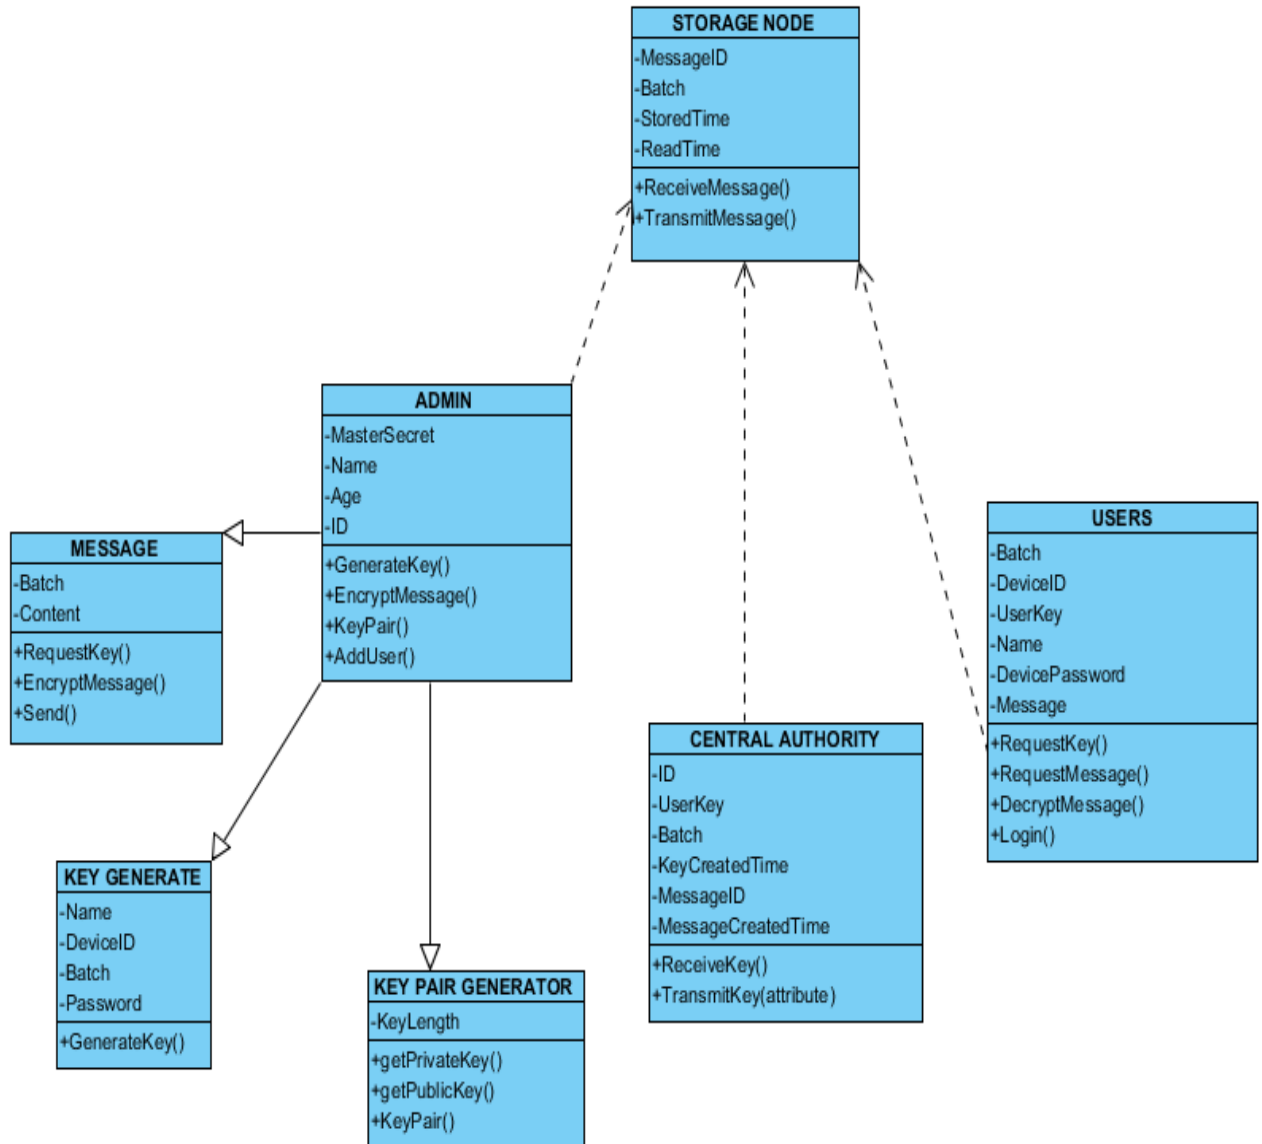 STORAGE NODE
-MessageID
-Batch
-StoredTime
-ReadTime
+ReceiveMessage()
+TransmitMessage()
ADMIN
-MasterSecret
-Name
-Age
-ID
+GenerateKey()
+EncryptMessage()
+KeyPair()
+AddUser()
MESSAGE
-Batch
-Content
+RequestKey()
+EncryptMessage()
+Send()
USERS
-Batch
-DeviceID
-UserKey
-Name
-DevicePassword
-Message
+RequestKey()
+RequestMessage()
+DecryptMessage()
+Login()
CENTRAL AUTHORITY
-ID
-UserKey
-Batch
-KeyCreatedTime
-MessageID
-MessageCreatedTime
+ReceiveKey()
+TransmitKey(attribute)
KEY GENERATE
-Name
-DeviceID
-Batch
-Password
+GenerateKey()
KEY PAIR GENERATOR
-KeyLength
+getPrivateKey()
+getPublicKey()
+KeyPair()